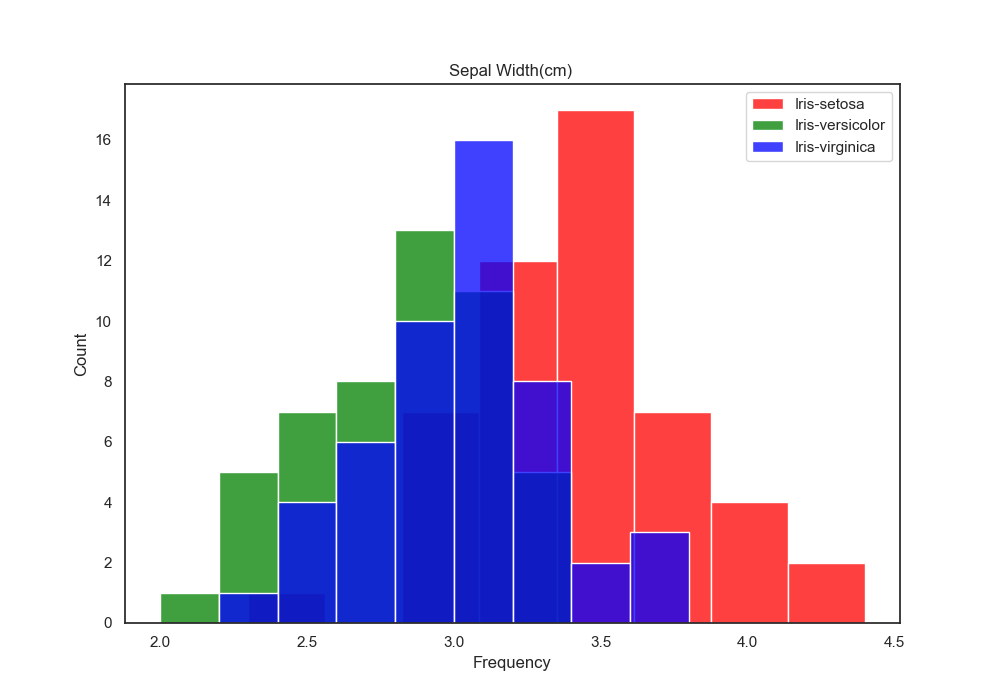 Sepal Width(cm)
Iris-setosa
Iris-versicolor
Iris-virginica
16
14
12
10
8
6
4
2
0
Count
2.0 2.5 3.0 3.5 4.0 4.5
Frequency